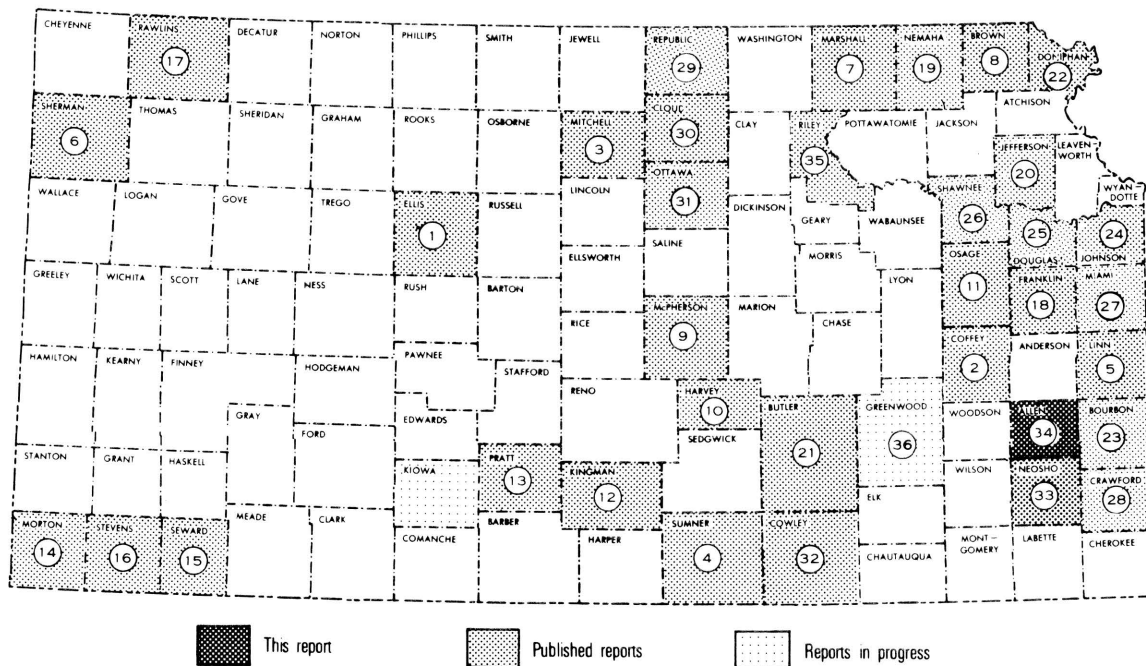 CHEYENNE
RAWLINS
17
DECATUR
NORTON
PHILLIPS
SMITH
JEWELL
REPUBLIC
29
WASHINGTON
MARSHALL
7
NEMAHA
19
BROWN
8
DONIPHAN
22
SHERMAN
6
THOMAS
SHERIDAN
GRAHAM
ROOKS
OSBORNE
MITCHELL
3
CLOUD
30
CLAY
RILEY
35
POTTAWATOMIE
JACKSON
ATCHISON
JEFFERSON
20
LEAVEN-
WORTH
WALLACE
LOGAN
GOVE
TREGO
ELLIS
1
RUSSELL
LINCOLN
OTTAWA
31
DICKINSON
GEARY
WABAUNSEE
SHAWNEE
26
DOUGLAS
25
WYAN-
DOTTE
JOHNSON
24
ELLSWORTH
SALINE
MORRIS
OSAGE
11
FRANKLIN
18
MIAMI
27
GREELEY
WICHITA
SCOTT
LANE
NESS
RUSH
BARTON
RICE
McPHERSON
9
MARION
CHASE
LYON
COFFEY
2
ANDERSON
LINN
5
HAMILTON
KEARNY
FINNEY
HODGEMAN
PAWNEE
STAFFORD
RENO
HARVEY
10
BUTLER
21
GREENWOOD
36
WOODSON
ALLEN
34
BOURBON
23
GRAY
FORD
EDWARDS
SEDGWICK
STANTON
GRANT
HASKELL
KIOWA
PRATT
13
KINGMAN
12
ELK
WILSON
NEOSHO
33
CRAWFORD
28
MORTON
14
STEVENS
16
SEWARD
15
MEADE
CLARK
COMANCHE
BARBER
HARPER
SUMNER
4
COWLEY
32
CHAUTAUQUA
MONT-
GOMERY
LABETTE
CHEROKEE
This report
Published reports
Reports in progress